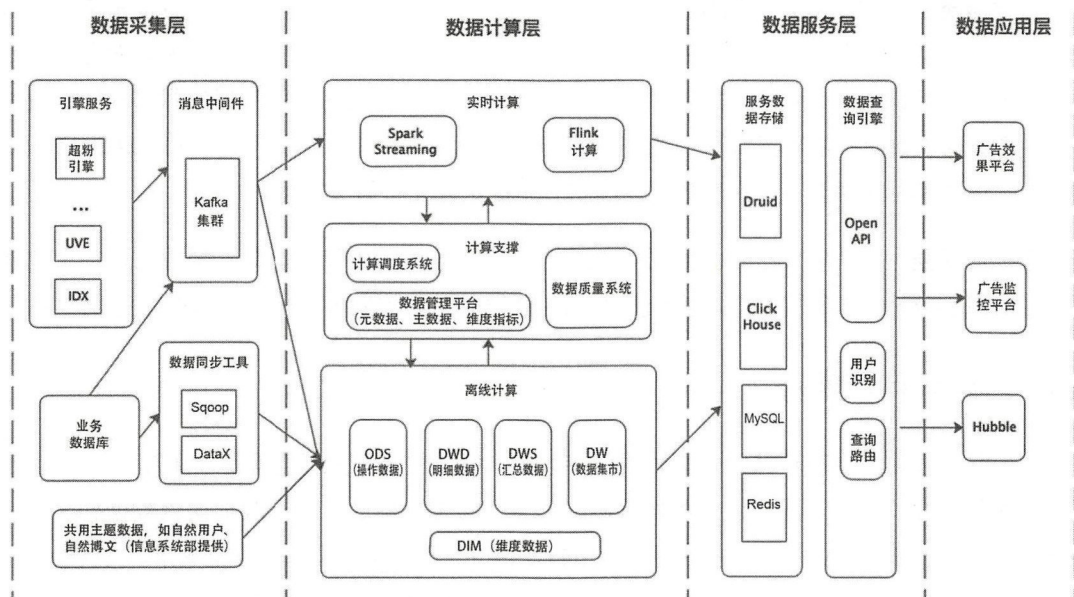 数据采集层
引擎服务
超粉
引擎
...
UVE
IDX
消息中间件
Kafka
集群
业务
数据库
数据同步工具
Sqoop
DataX
共用主题数据，如自然用户、
自然博文（信息系统部提供）
数据计算层
实时计算
Spark
Streaming
Flink
计算
计算支撑
计算调度系统
数据管理平台
（元数据、主数据、维度指标）
数据质量系统
离线计算
ODS
（操作数据）
DWD
（明细数据）
DWS
（汇总数据）
DW
（数据集市）
DIM（维度数据）
数据服务层
服务数
据存储
Druid
Click
House
MySQL
Redis
数据查
询引擎
Open
API
用户
识别
查询
路由
数据应用层
广告效
果平台
广告监
控平台
Hubble